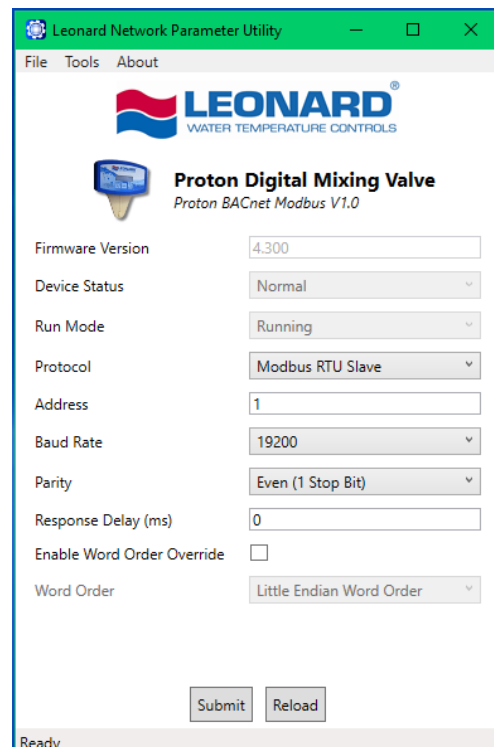 Leonard Network Parameter Utility
File Tools About
LEONARD®
WATER TEMPERATURE CONTROLS
Proton Digital Mixing Valve
Proton BACnet Modbus V1.0
Firmware Version 4.300
Device Status Normal
Run Mode Running
Protocol Modbus RTU Slave
Address 1
Baud Rate 19200
Parity Even (1 Stop Bit)
Response Delay (ms) 0
Enable Word Order Override
Word Order Little Endian Word Order
Submit Reload
Ready